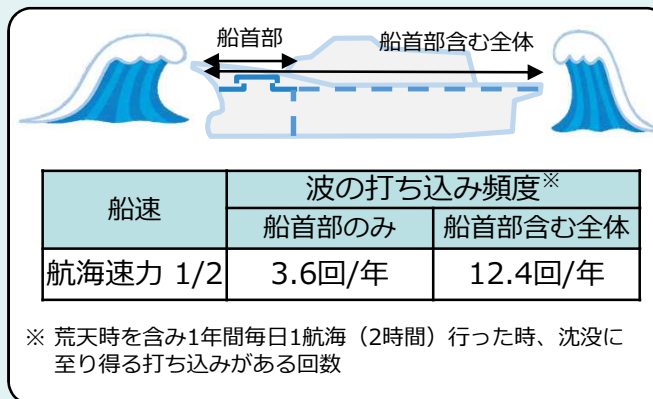 船首部
船首部含む全体
船速
波の打ち込み頻度※
船首部のみ
船首部含む全体
航海速力 1/2
3.6回/年
12.4回/年
※ 荒天時を含み1年間毎日1航海（2時間）行った時、沈没に
至り得る打ち込みがある回数